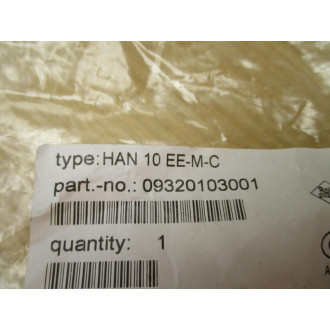 type: HAN 10 EE-M-C
part.-no.: 09320103001
quantity: 1